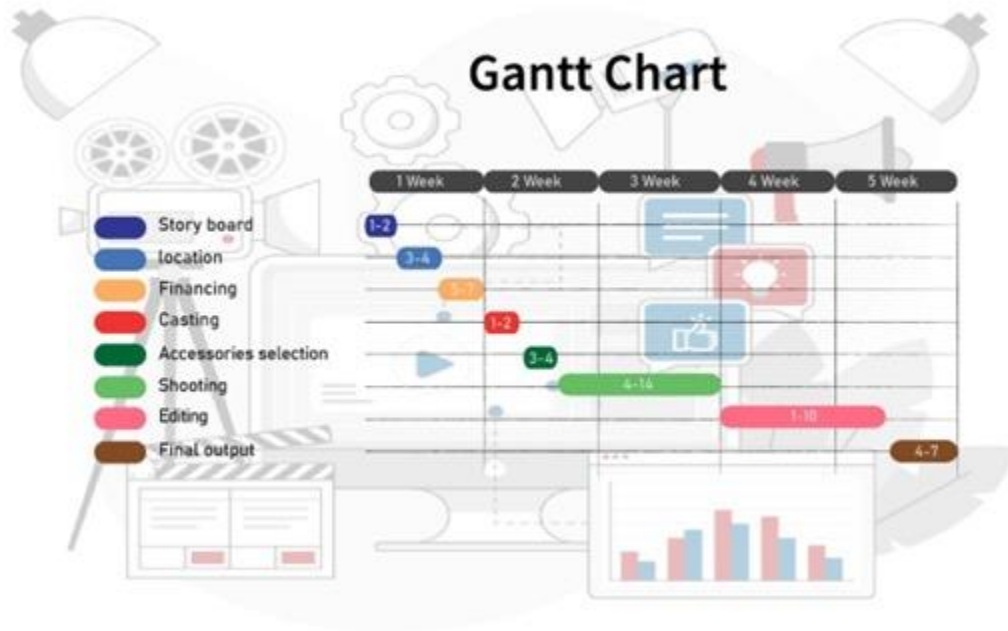 Gantt Chart
1 Week 2 Week 3 Week 4 Week 5 Week
Story board 1-2
location 3-4
Financing 5-7
Casting 1-2
Accessories selection 3-4
Shooting 4-14
Editing 1-10
Final output 4-7